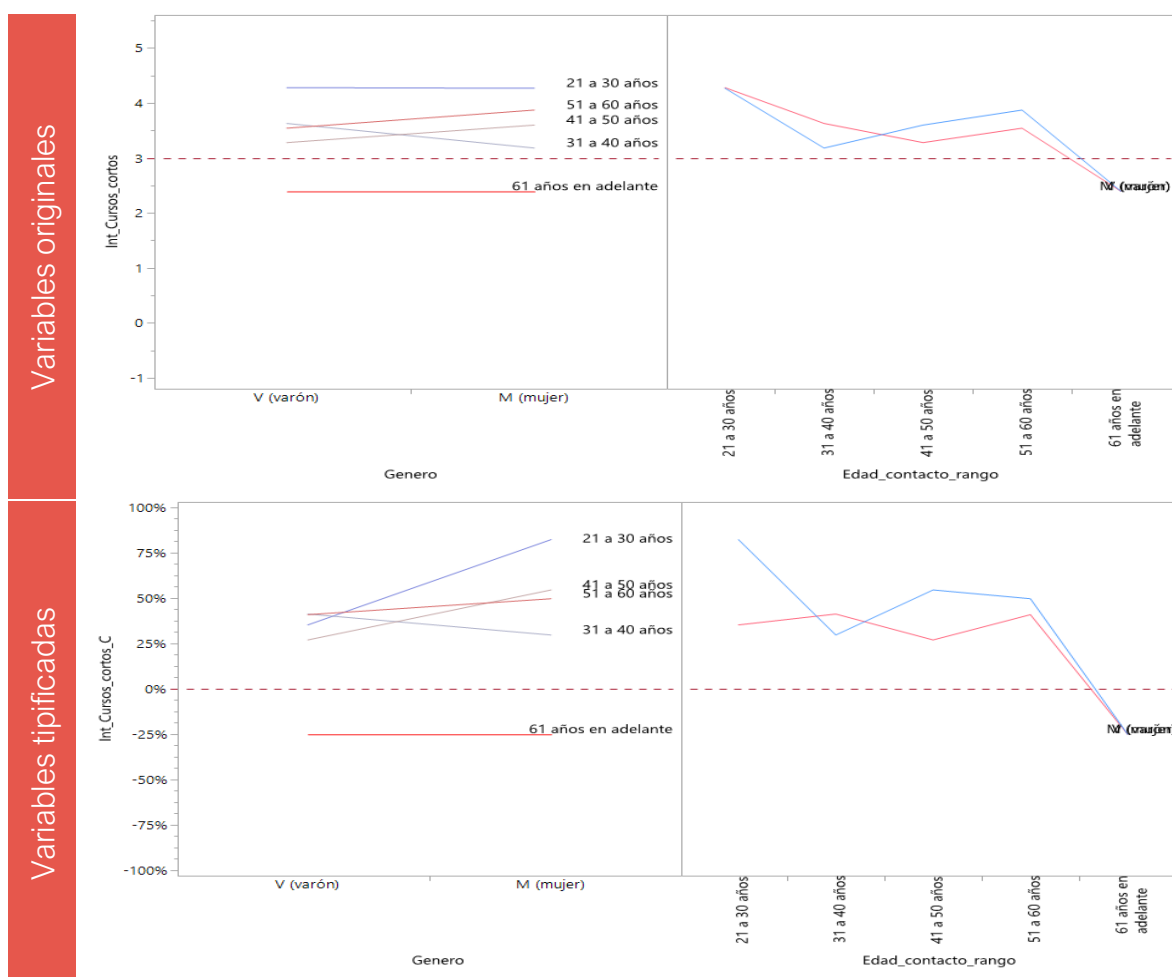 Variables originales
Int_Cursos_cortos
5
4
3
2
1
0
-1
21 a 30 años
51 a 60 años
41 a 50 años
31 a 40 años
61 años en adelante
V (varón)
M (mujer)
Genero
21 a 30 años
31 a 40 años
41 a 50 años
51 a 60 años
61 años en
adelante
Edad_contacto_rango
Variables tipificadas
Int_Cursos_cortos_C
100%
75%
50%
25%
0%
-25%
-50%
-75%
-100%
21 a 30 años
41 a 50 años
51 a 60 años
31 a 40 años
61 años en adelante
V (varón)
M (mujer)
Genero
21 a 30 años
31 a 40 años
41 a 50 años
51 a 60 años
61 años en
adelante
Edad_contacto_rango